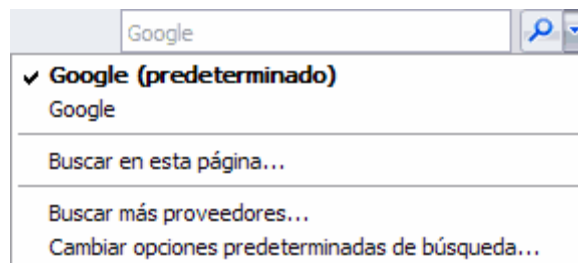 Google
Google (predeterminado)
Google
Buscar en esta página...
Buscar más proveedores...
Cambiar opciones predeterminadas de búsqueda...